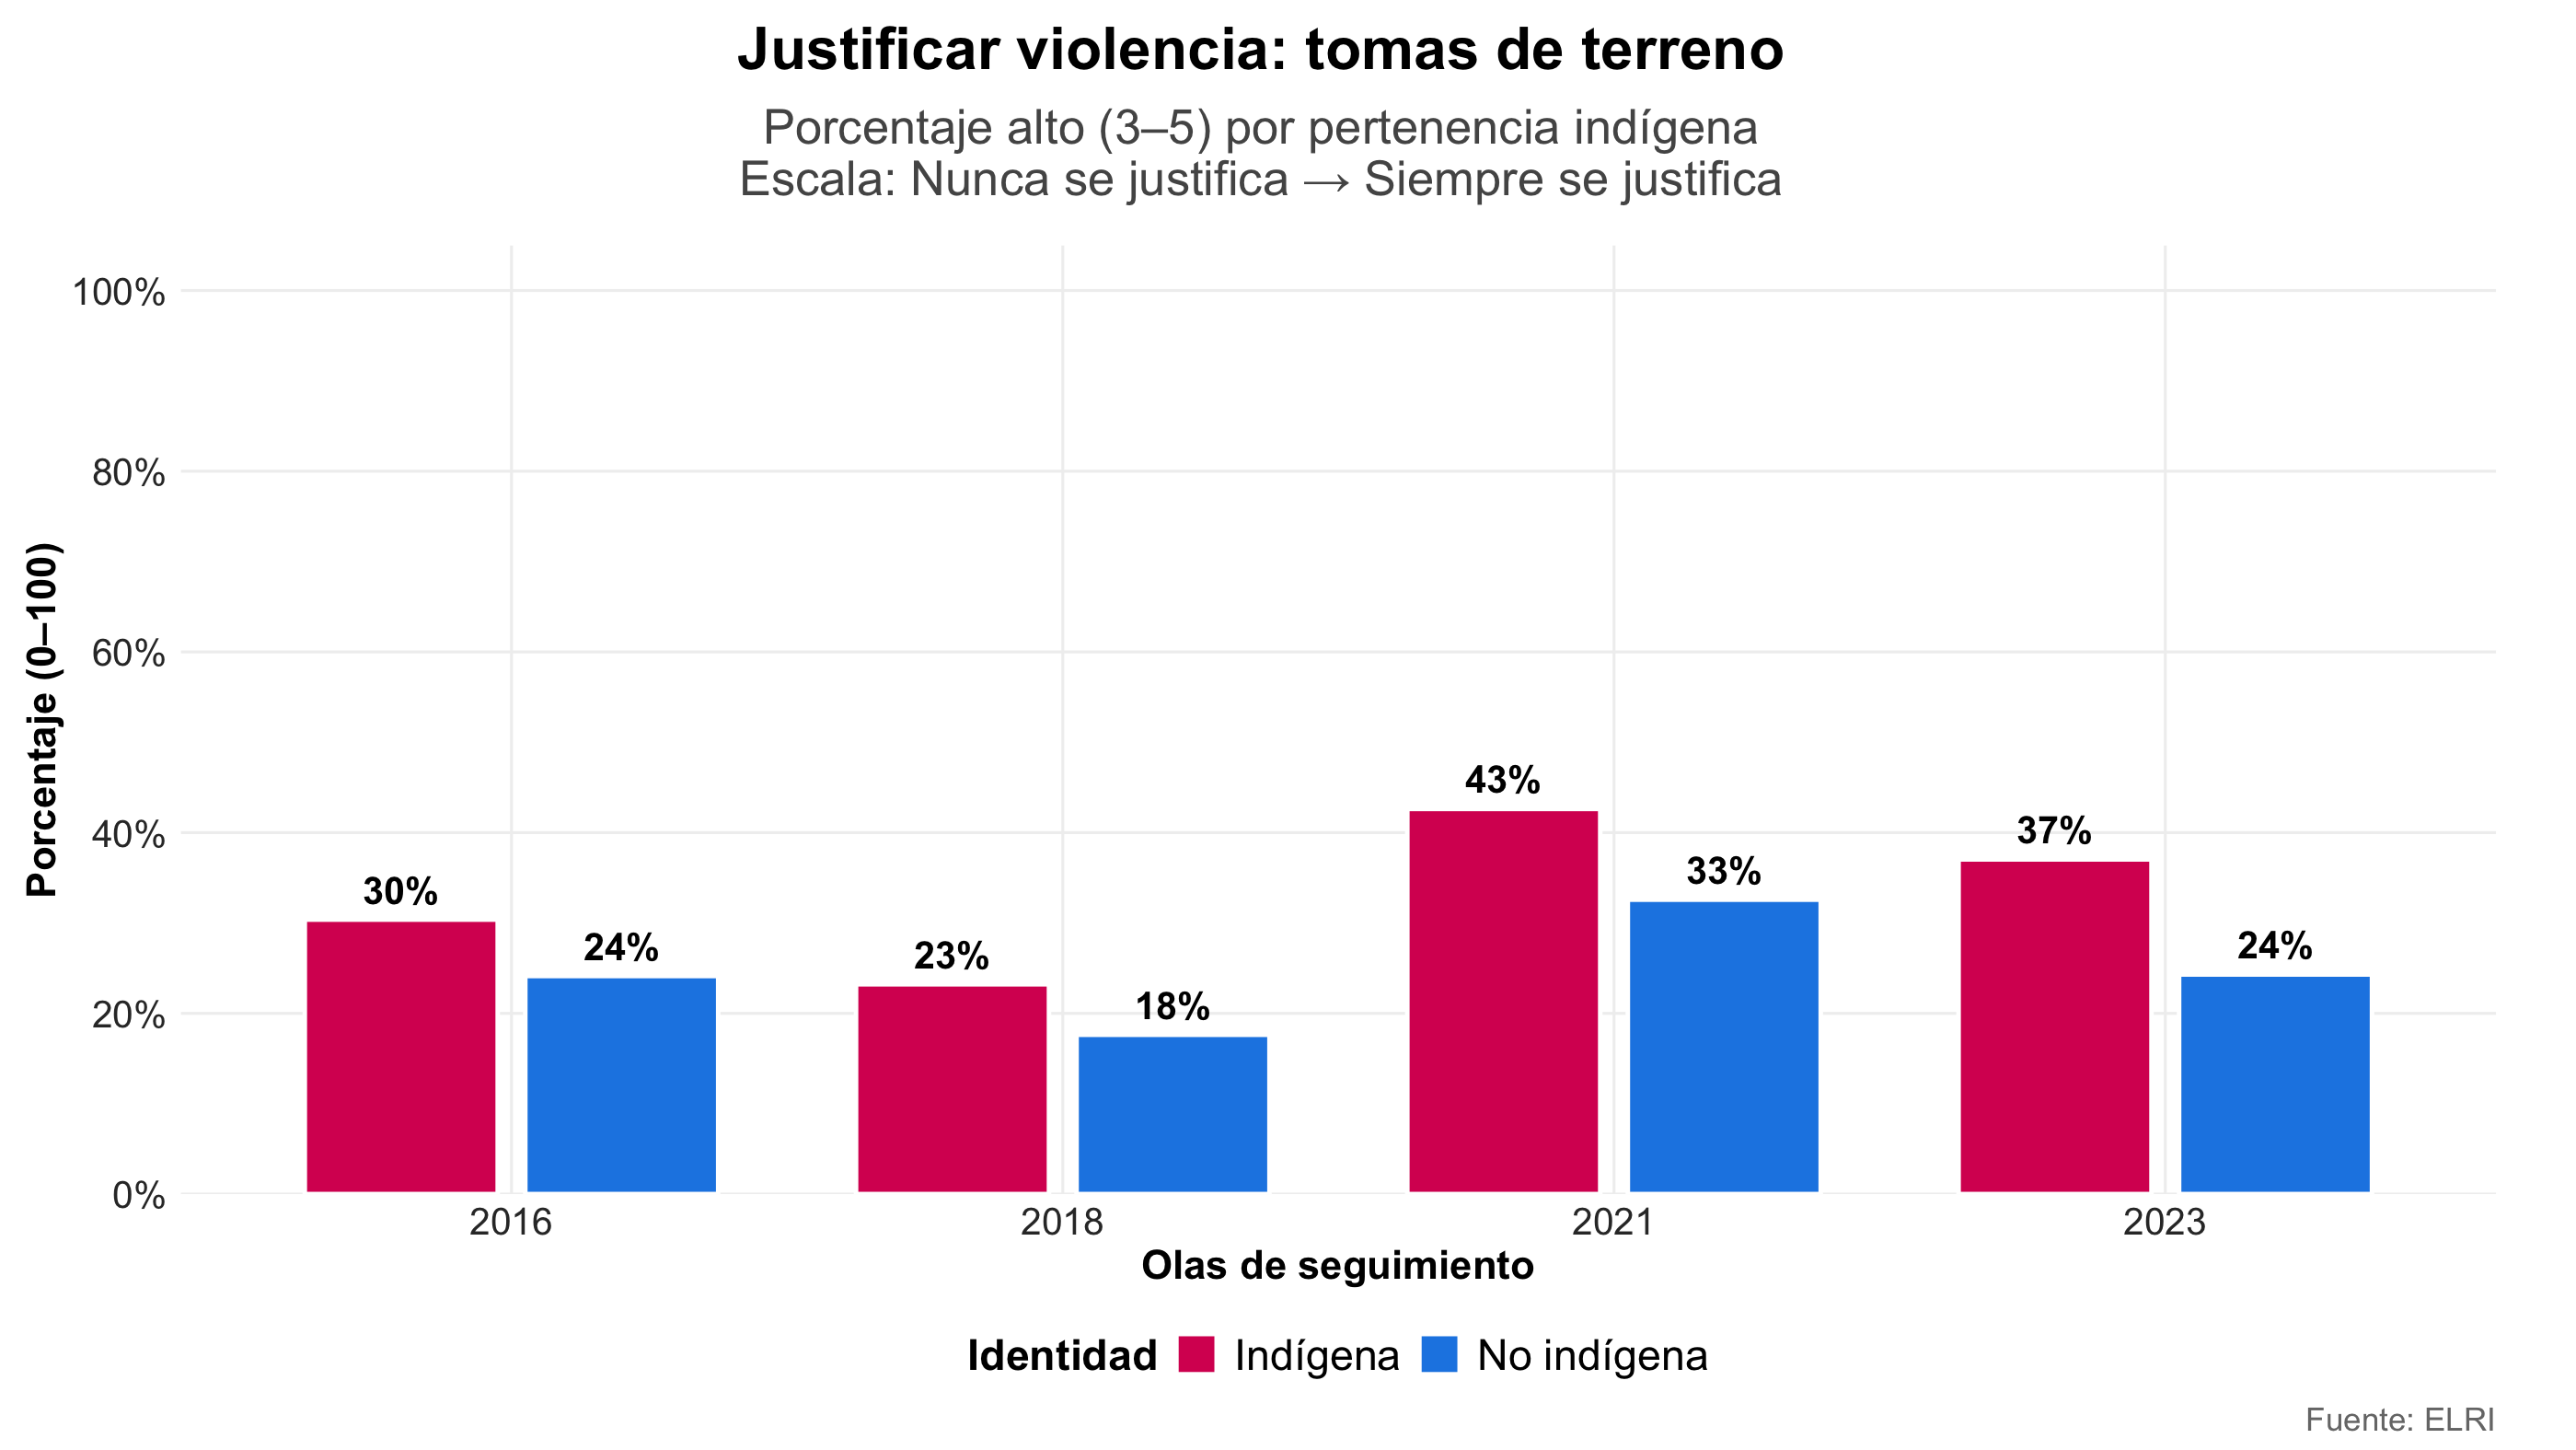 Justificar violencia: tomas de terreno
Porcentaje alto (3–5) por pertenencia indígena
Escala: Nunca se justifica → Siempre se justifica
Porcentaje (0–100)
100%
80%
60%
40%
20%
0%
30%
24%
23%
18%
43%
33%
37%
24%
2016
2018
2021
2023
Olas de seguimiento
Identidad Indígena No indígena
Fuente: ELRI